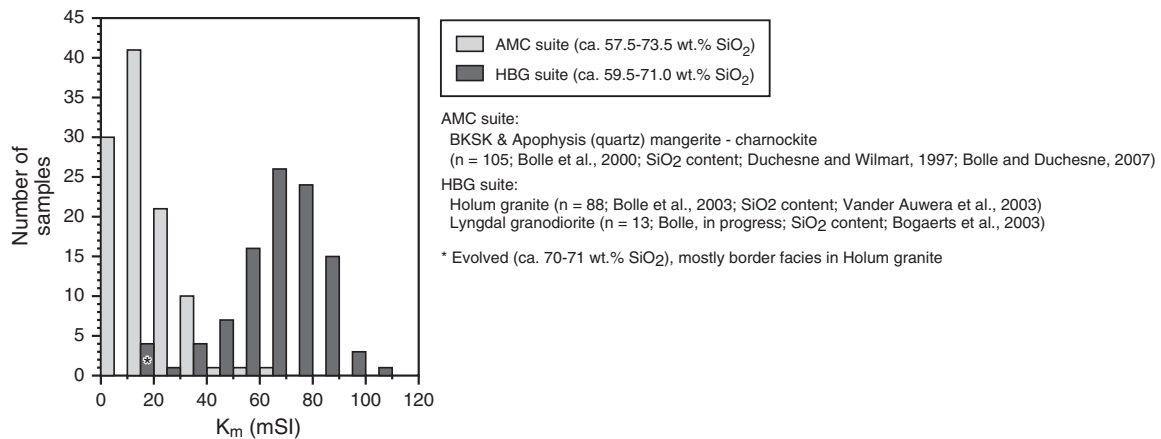 45
40
35
30
25
20
15
10
5
0
Number of
samples
*
0 20 40 60 80 100 120
Km (mSI)
AMC suite (ca. 57.5-73.5 wt.% SiO2)
HBG suite (ca. 59.5-71.0 wt.% SiO2)
AMC suite:
BKSK & Apophysis (quartz) mangerite - charnockite
(n = 105; Bolle et al., 2000; SiO2 content; Duchesne and Wilmart, 1997; Bolle and Duchesne, 2007)
HBG suite:
Holum granite (n = 88; Bolle et al., 2003; SiO2 content; Vander Auwera et al., 2003)
Lyngdal granodiorite (n = 13; Bolle, in progress; SiO2 content; Bogaerts et al., 2003)
* Evolved (ca. 70-71 wt.% SiO2), mostly border facies in Holum granite